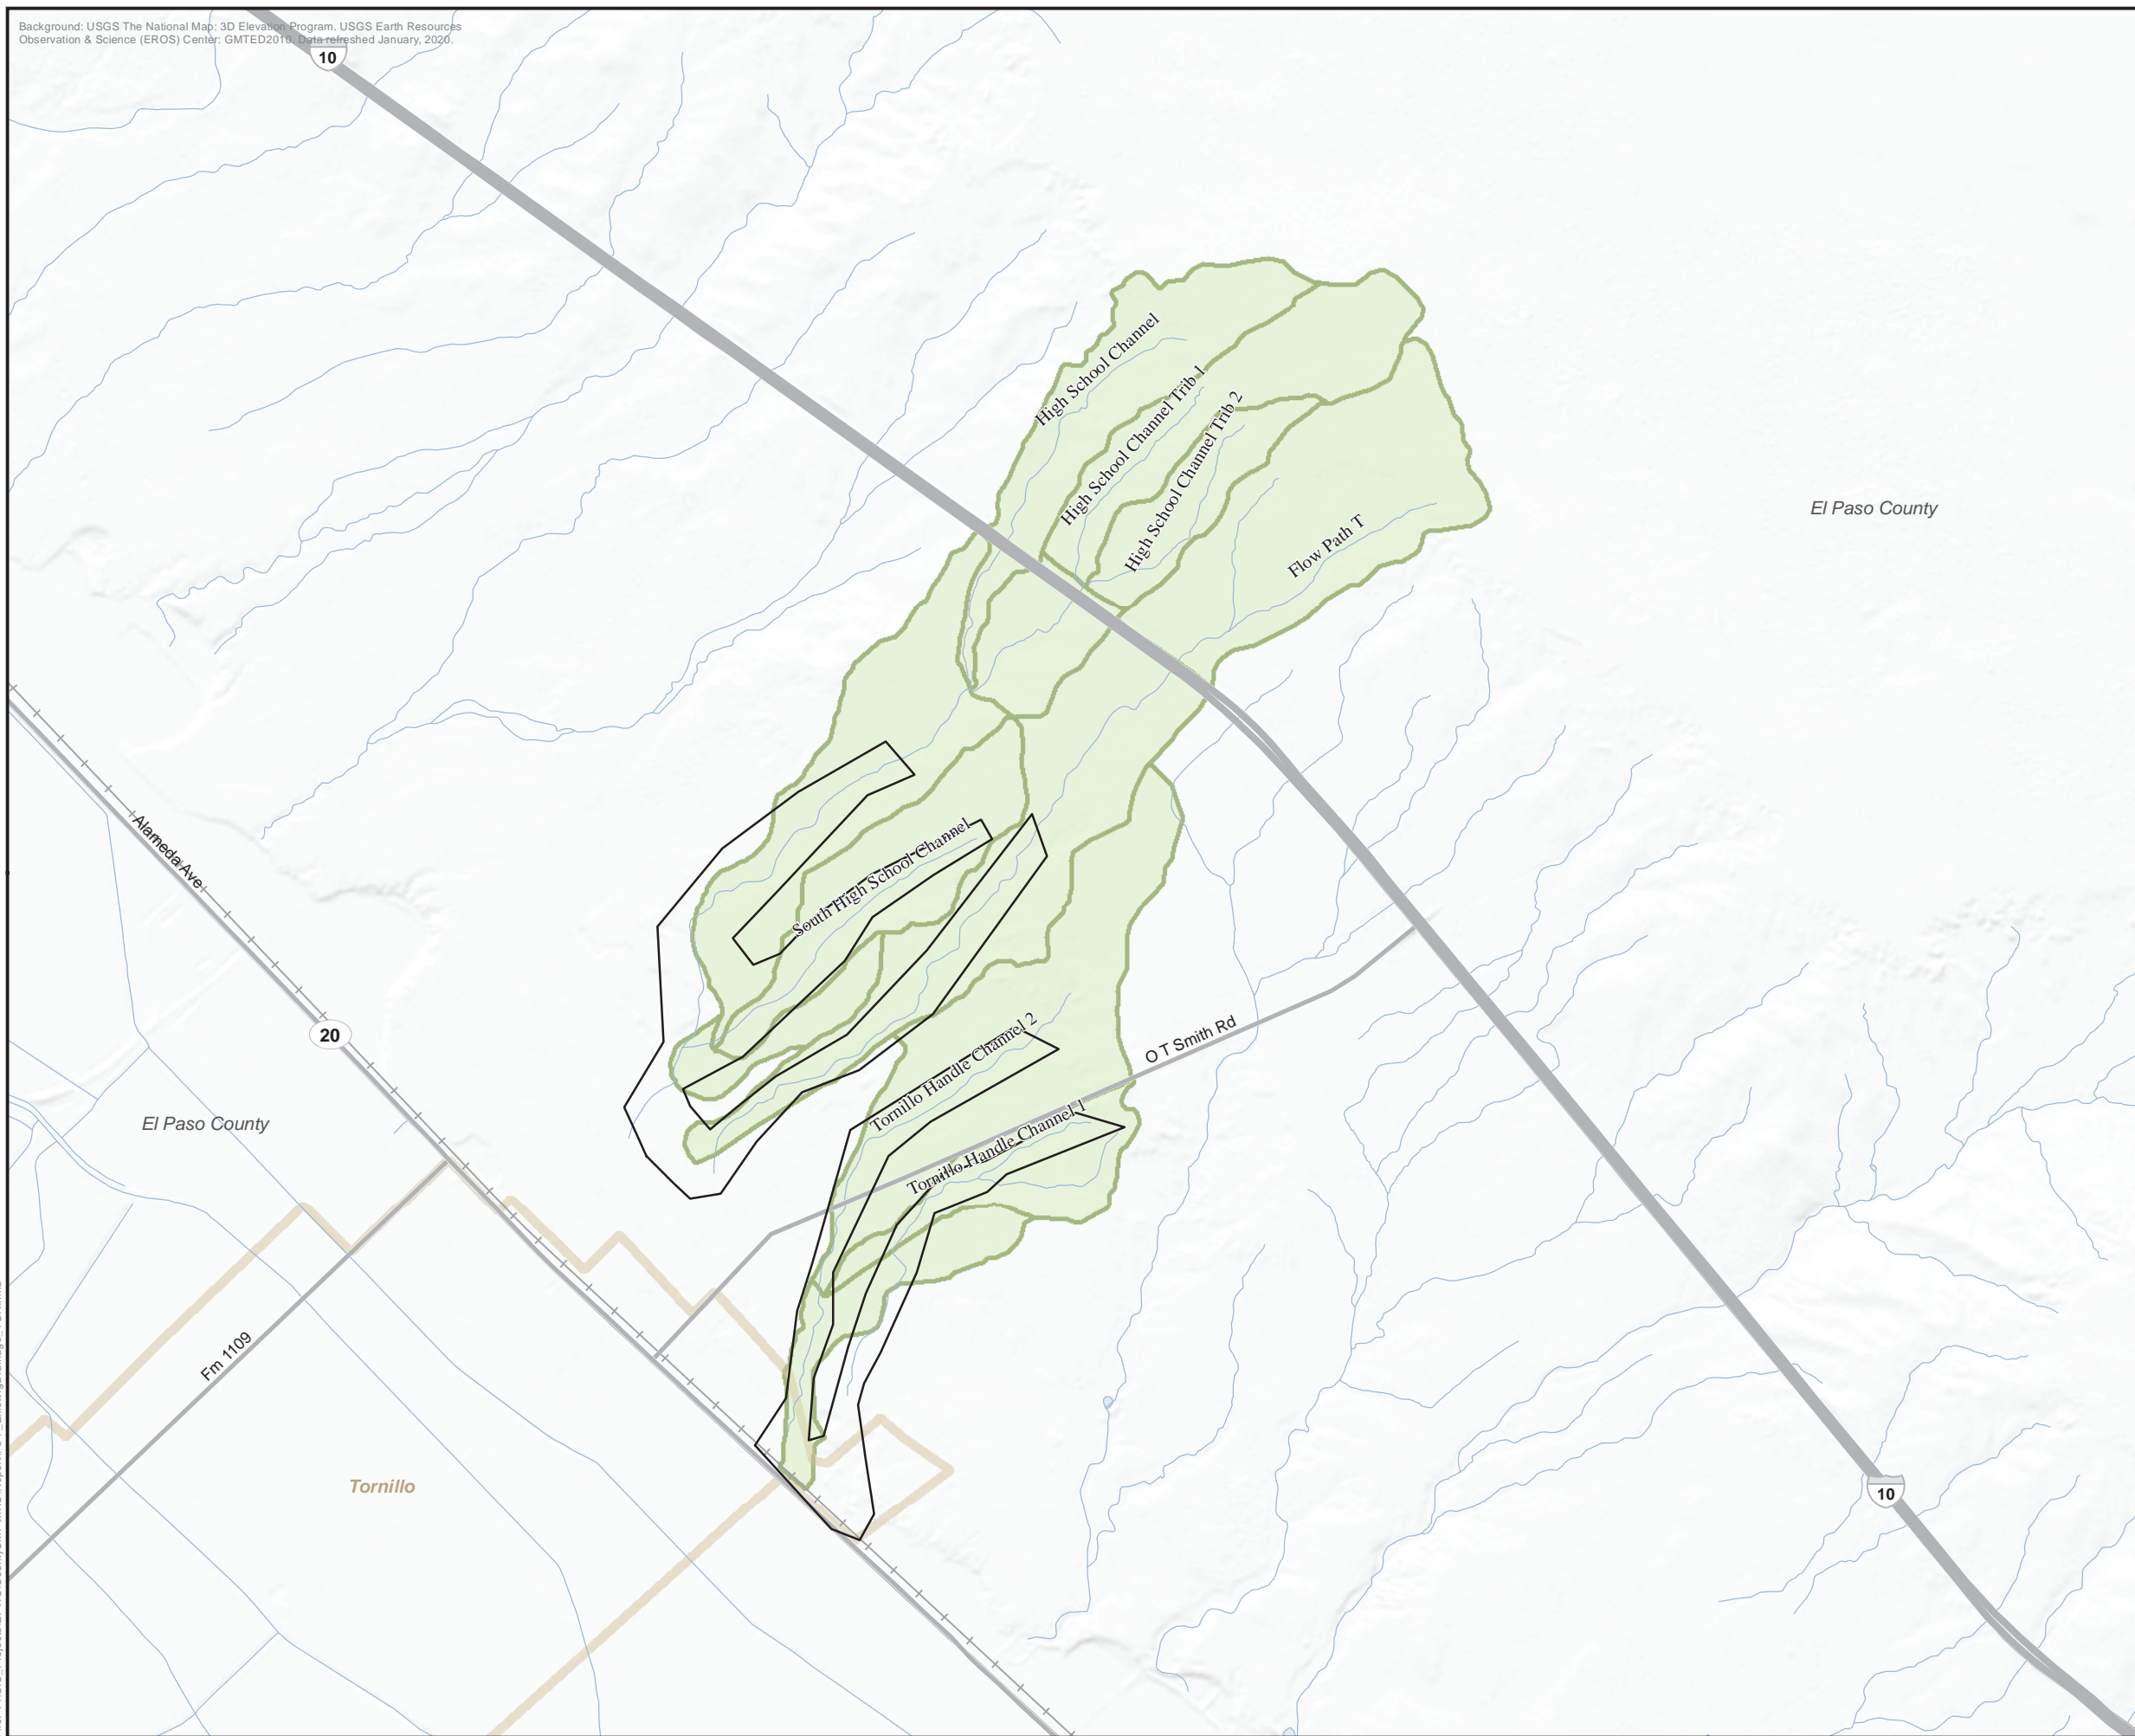 Background: USGS The National Map: 3D Elevation Program. USGS Earth Resources
Observation & Science (EROS) Center: GMTED2010. Data refreshed January, 2020.
10
High School Channel
High School Channel Trib 1
High School Channel Trib 2
Flow Path T
El Paso County
Alameda Ave
South High School Channel
20
Tornillo Handle Channel 2
O T Smith Rd
Tornillo Handle Channel 1
El Paso County
Fm 1109
Tornillo
10